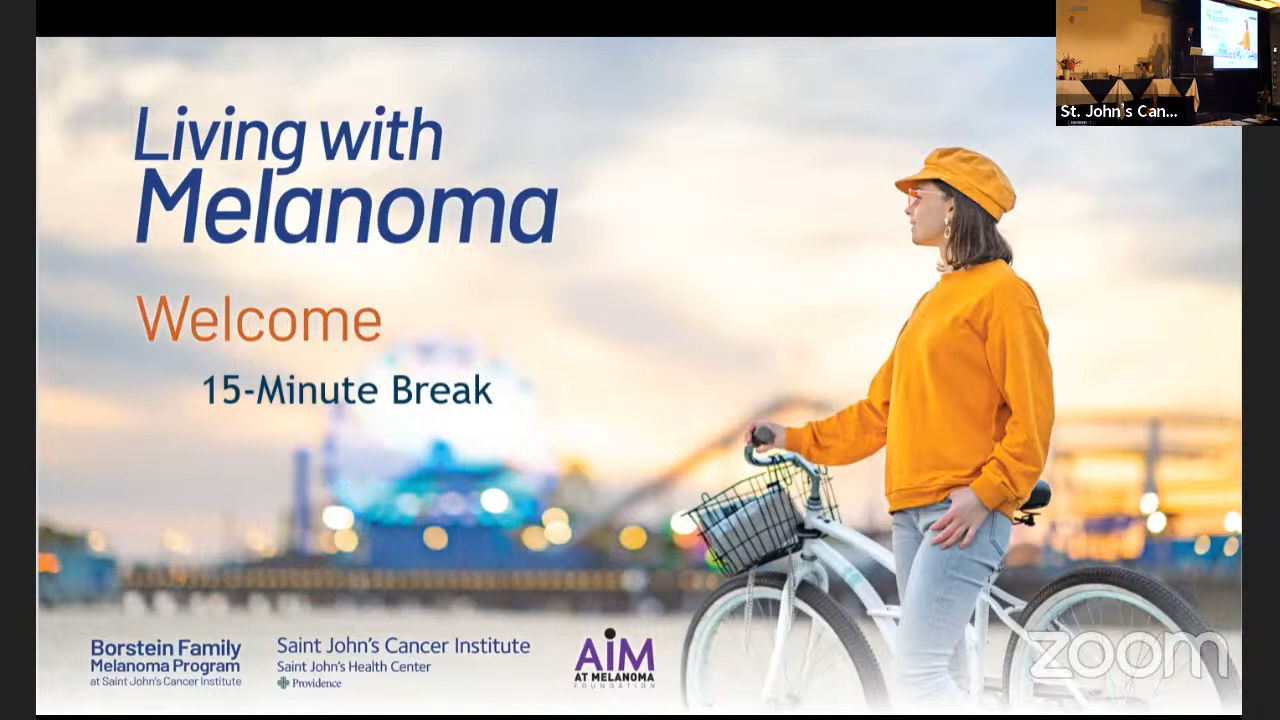 Living with
Melanoma
Welcome
15-Minute Break
Borstein Family
Melanoma Program
at Saint John's Cancer Institute
Saint John's Cancer Institute
Saint John's Health Center
Providence
AIM
AT MELANOMA
FOUNDATION
St. John's Can...
zoom